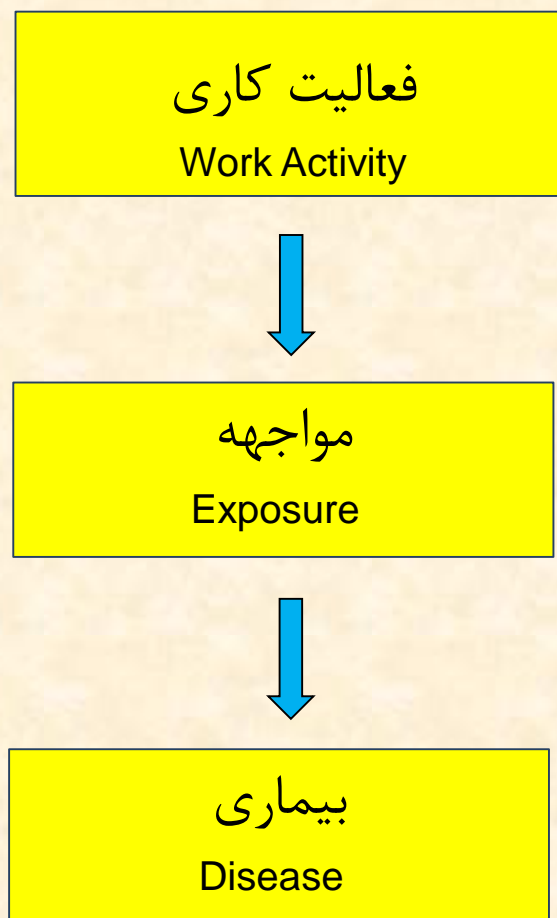 فعالیت کاری
Work Activity
مواجهه
Exposure
بیماری
Disease